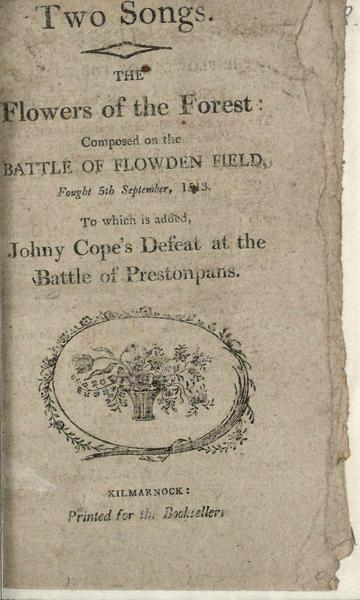 Two Songs.
THE
Flowers of the Forest:
Composed on the
BATTLE OF FLOWDEN FIELD,
Fought 5th September, 1513.
To which is added,
Johny Cope's Defeat at the
Battle of Prestonpans.
KILMARNOCK:
Printed for the Booksellers